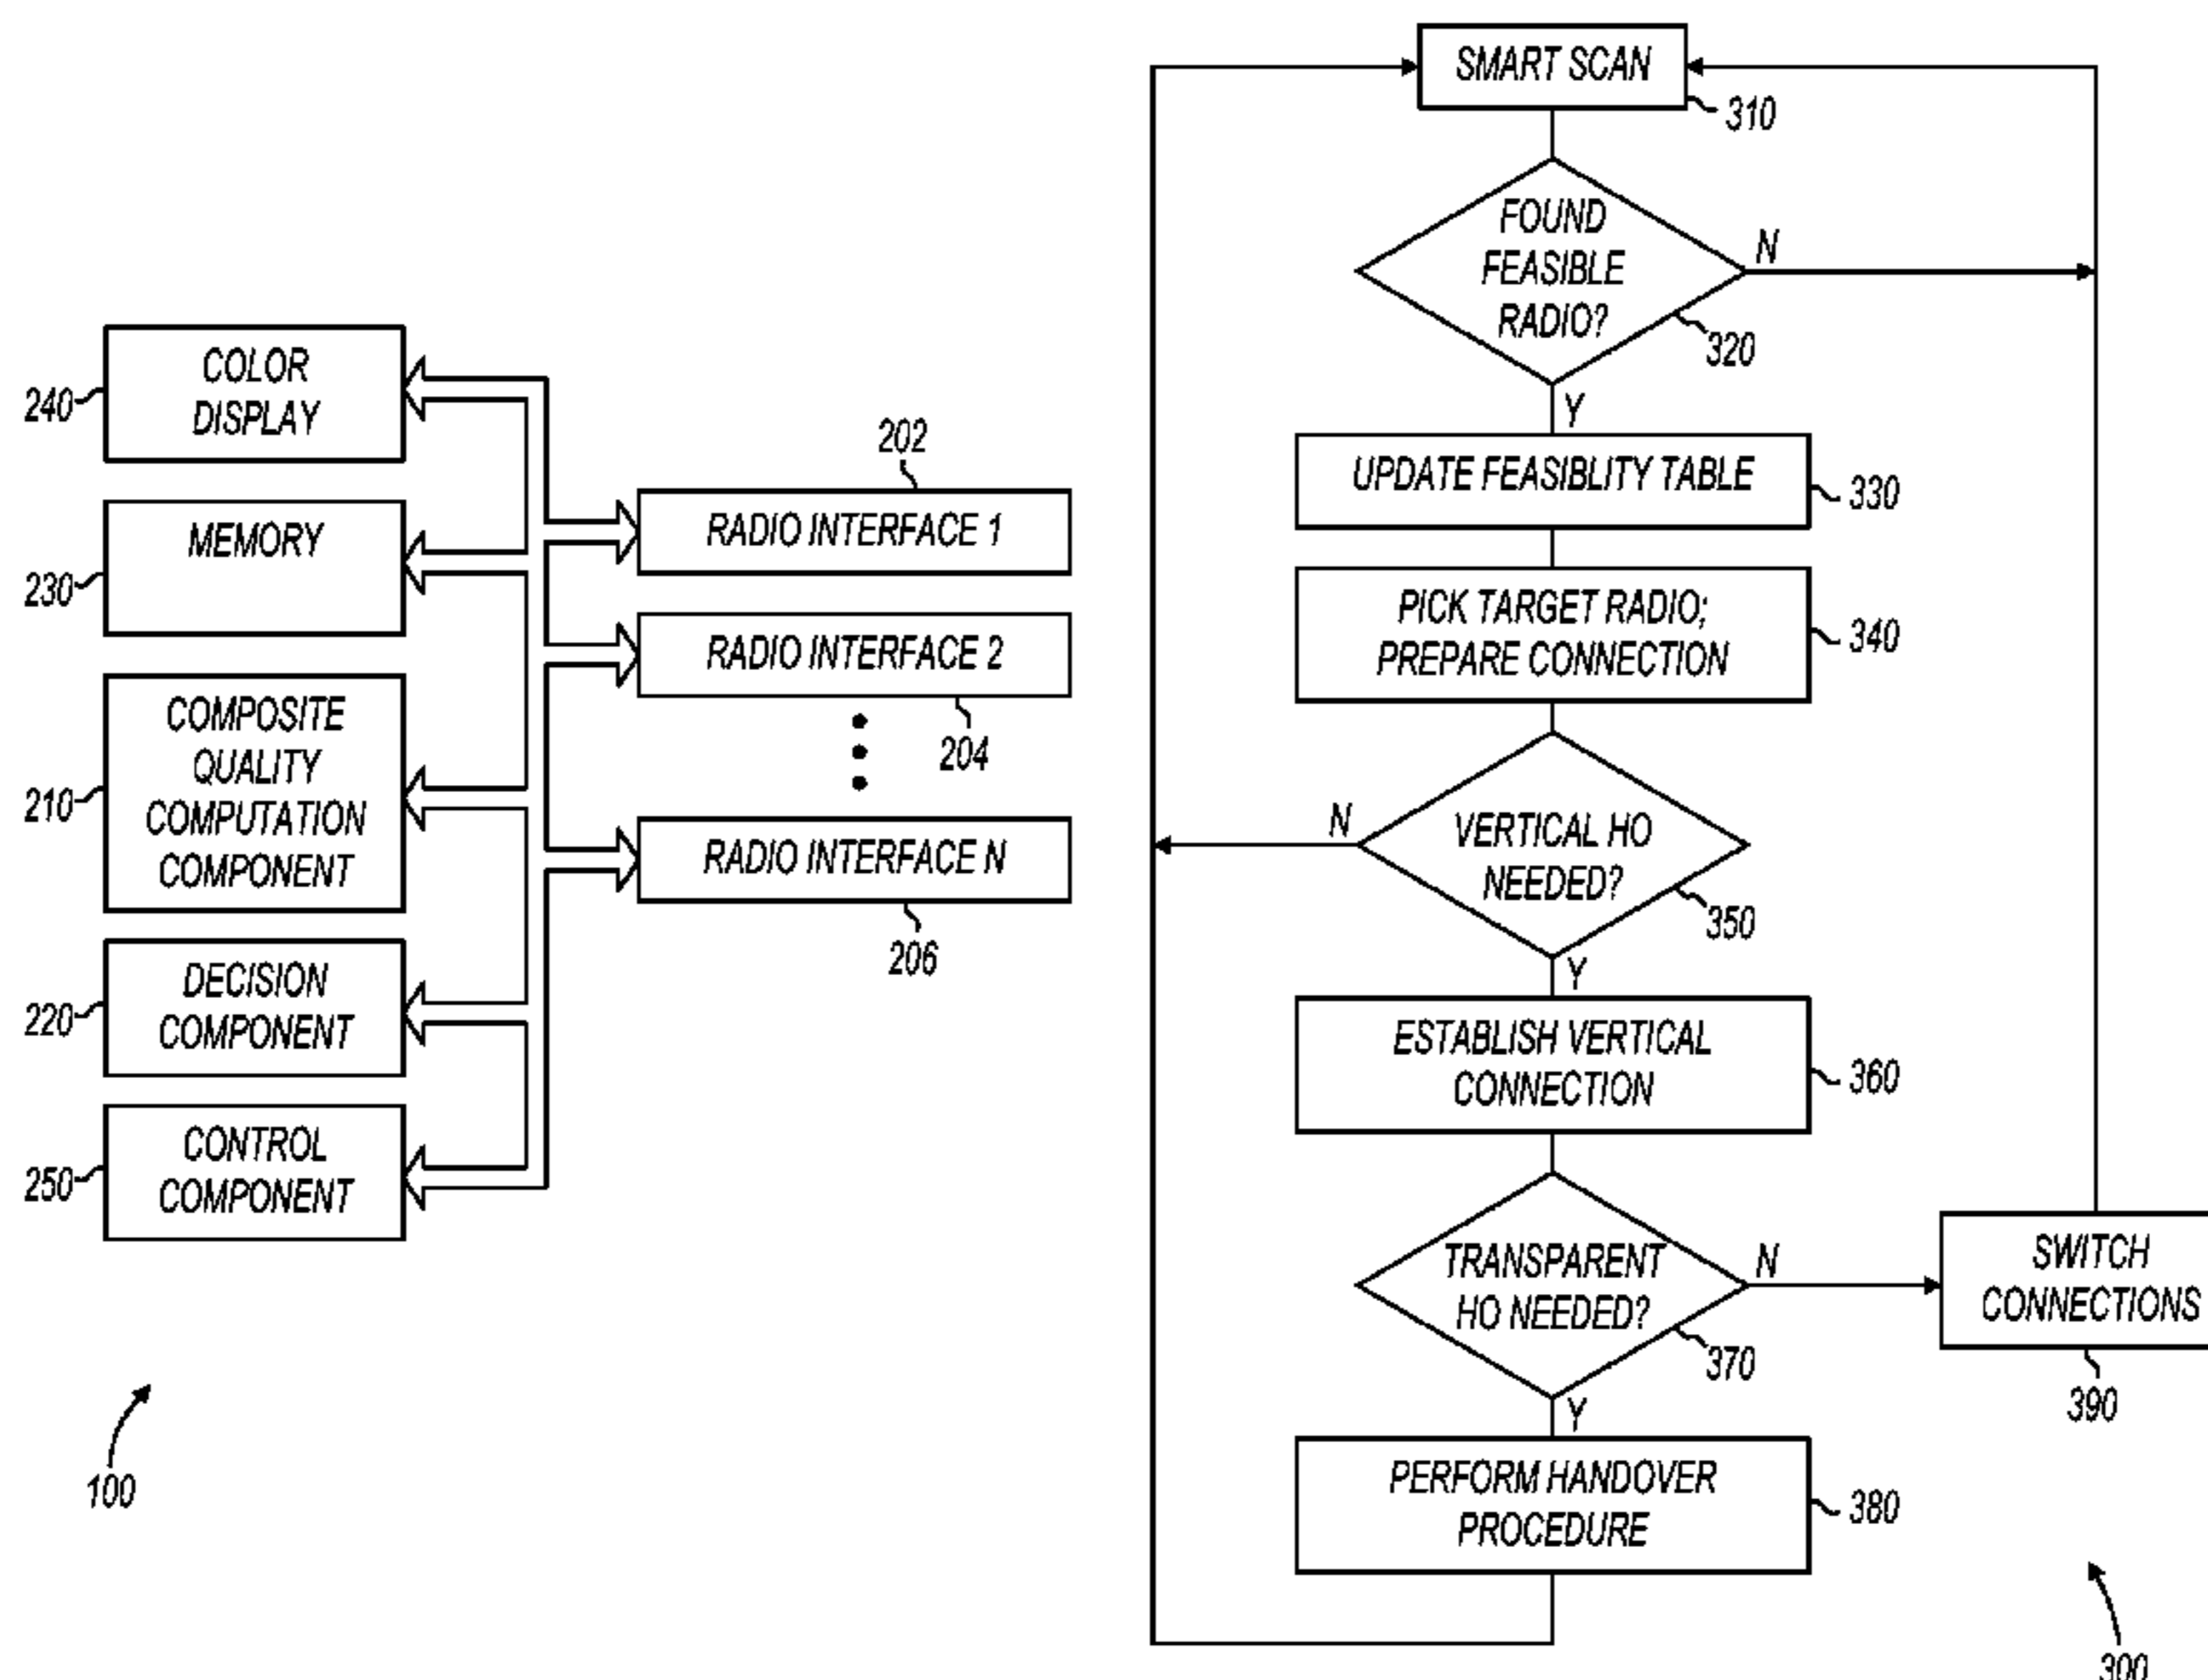 COLOR
DISPLAY
240
MEMORY
230
COMPOSITE
QUALITY
COMPUTATION
COMPONENT
210
DECISION
COMPONENT
220
CONTROL
COMPONENT
250
202
RADIO INTERFACE 1
RADIO INTERFACE 2
204
RADIO INTERFACE N
206
100
SMART SCAN
310
FOUND
FEASIBLE
RADIO?
N
320
Y
UPDATE FEASIBLITY TABLE
330
PICK TARGET RADIO;
PREPARE CONNECTION
340
N
VERTICAL HO
NEEDED?
350
Y
ESTABLISH VERTICAL
CONNECTION
360
TRANSPARENT
HO NEEDED?
N
370
Y
SWITCH
CONNECTIONS
390
PERFORM HANDOVER
PROCEDURE
380
300